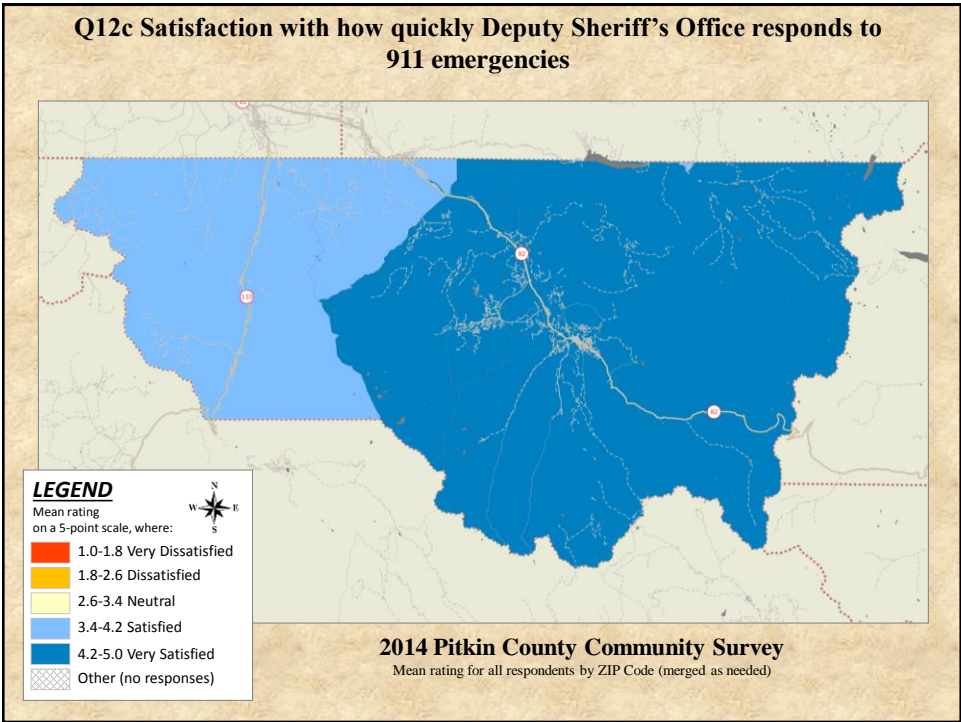 Q12c Satisfaction with how quickly Deputy Sheriff's Office responds to
911 emergencies
82
133
82
LEGEND
Mean rating
on a 5-point scale, where:
N
W E
S
1.0-1.8 Very Dissatisfied
1.8-2.6 Dissatisfied
2.6-3.4 Neutral
3.4-4.2 Satisfied
4.2-5.0 Very Satisfied
Other (no responses)
2014 Pitkin County Community Survey
Mean rating for all respondents by ZIP Code (merged as needed)